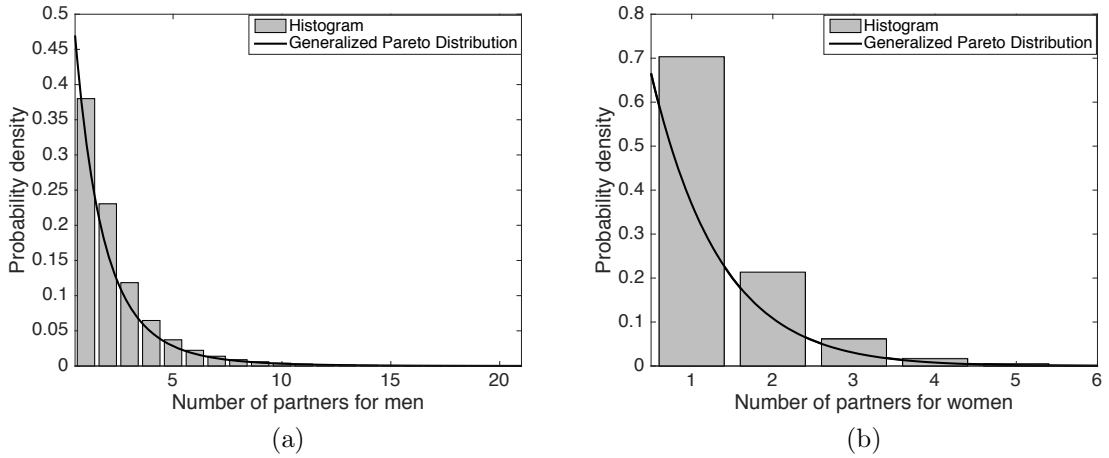 0.5
0.45
0.4
0.35
0.3
0.25
0.2
0.15
0.1
0.05
0
Probability density
Histogram
Generalized Pareto Distribution
5 10 15 20
Number of partners for men
(a)
0.8
0.7
0.6
0.5
0.4
0.3
0.2
0.1
0
Probability density
Histogram
Generalized Pareto Distribution
1 2 3 4 5 6
Number of partners for women
(b)